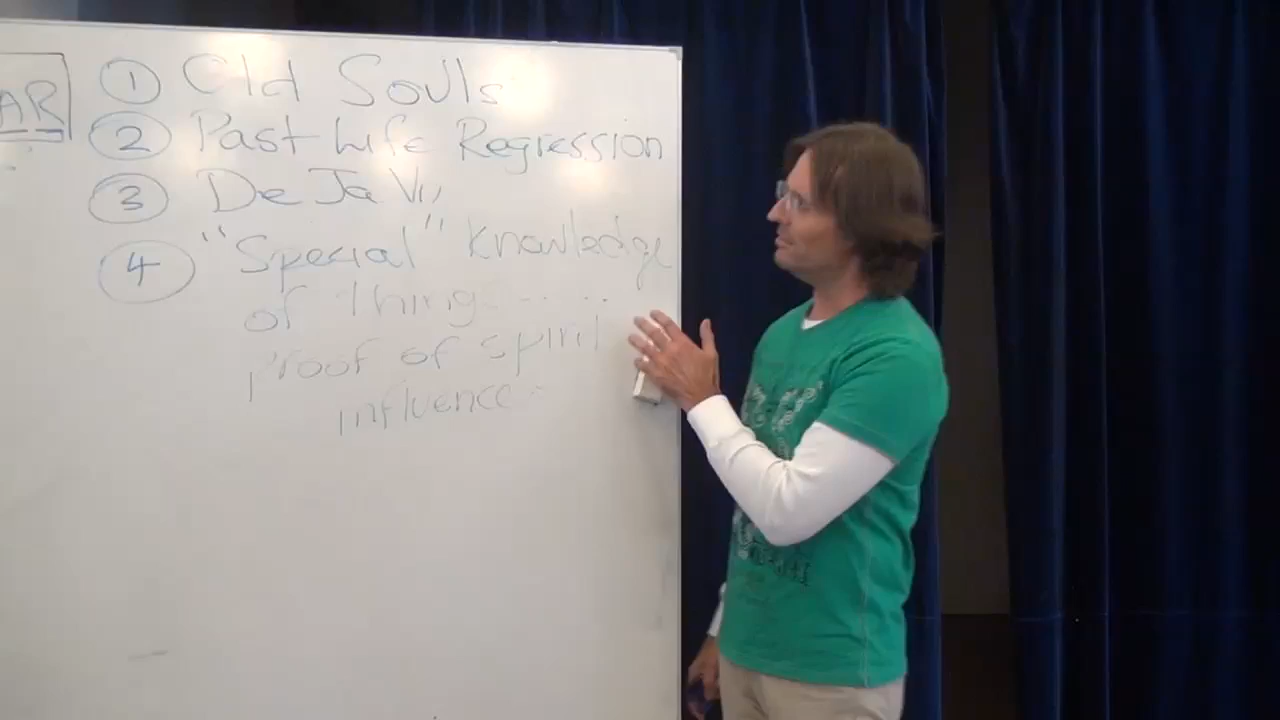 AR
① Old Souls
② Past Life Regression
③ De Ja Vu
④ "Special" Knowledge
of Things.....
proof of spirit
influence..